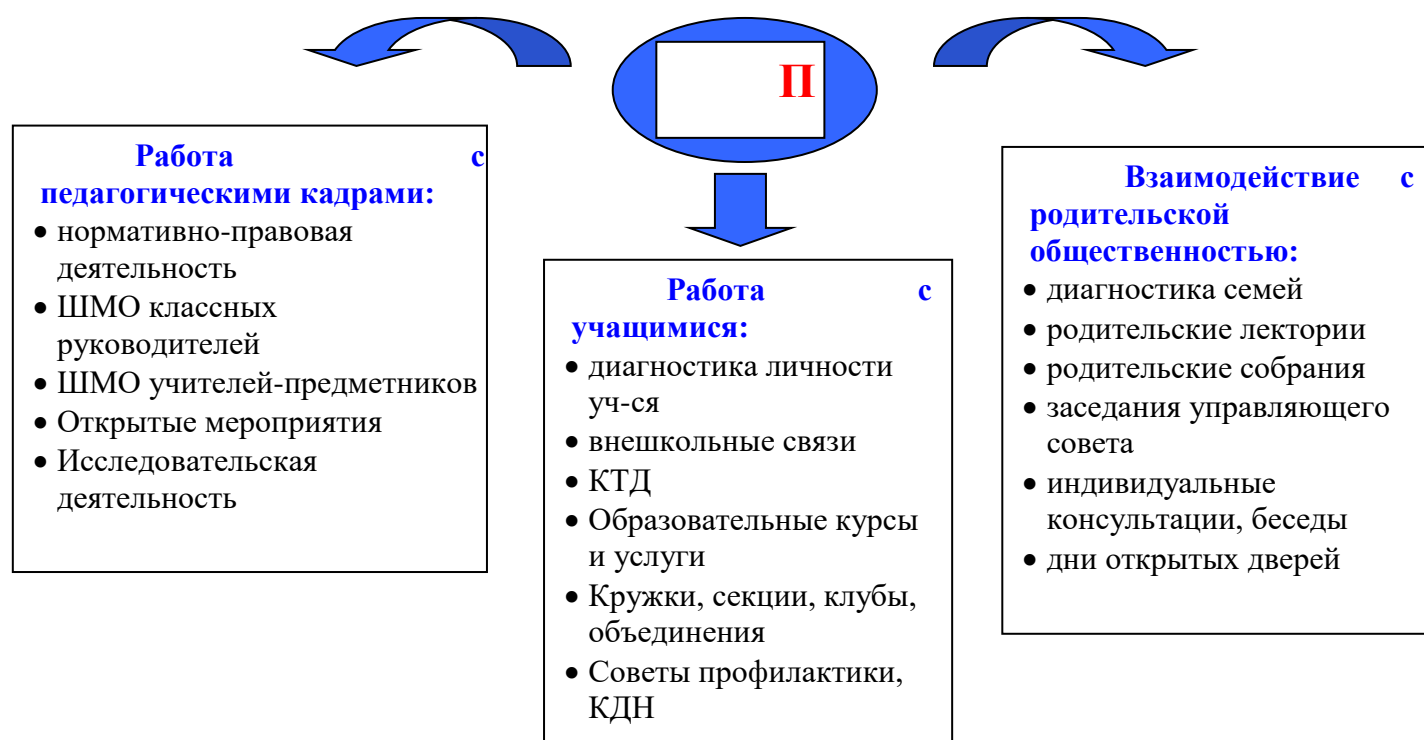 П
Работа с
педагогическими кадрами:
• нормативно-правовая
деятельность
• ШМО классных
руководителей
• ШМО учителей-предметников
• Открытые мероприятия
• Исследовательская
деятельность
Работа с
учащимися:
• диагностика личности
уч-ся
• внешкольные связи
• КТД
• Образовательные курсы
и услуги
• Кружки, секции, клубы,
объединения
• Советы профилактики,
КДН
Взаимодействие с
родительской
общественностью:
• диагностика семей
• родительские лектории
• родительские собрания
• заседания управляющего
совета
• индивидуальные
консультации, беседы
• дни открытых дверей